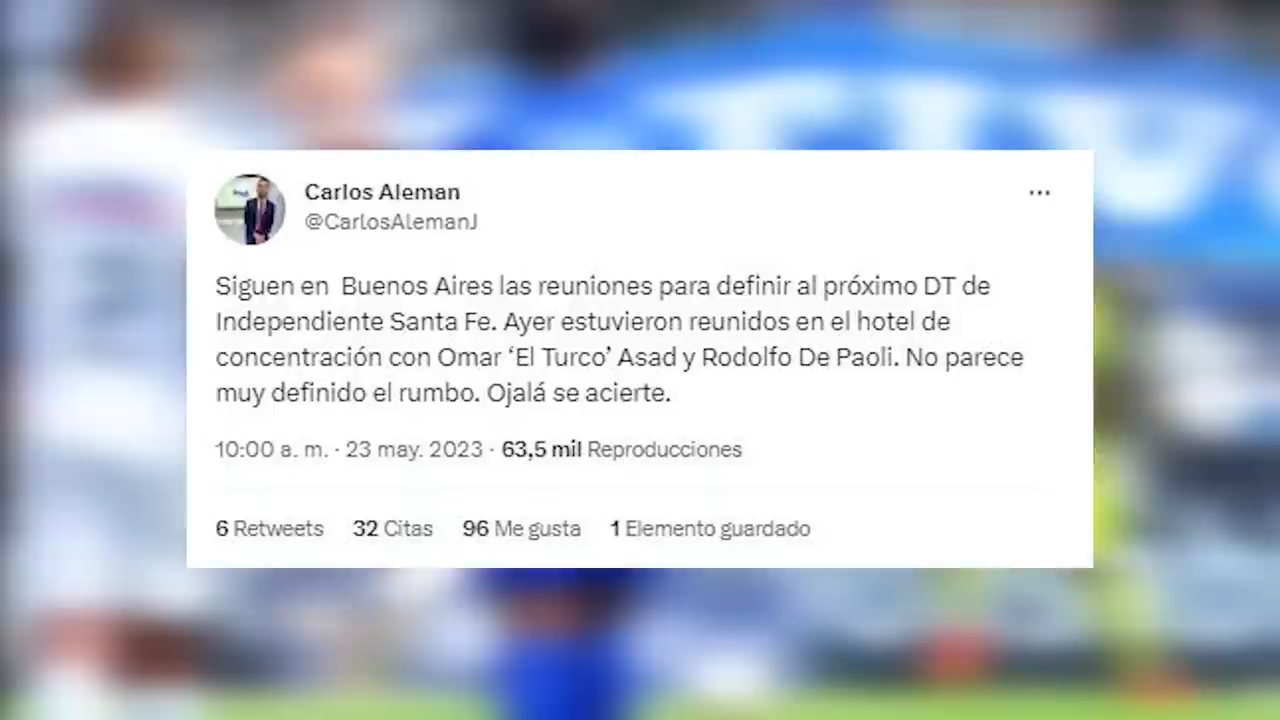 Carlos Aleman
@CarlosAlemanJ
...
Siguen en  Buenos Aires las reuniones para definir al próximo DT de
Independiente Santa Fe. Ayer estuvieron reunidos en el hotel de
concentración con Omar ‘El Turco’ Asad y Rodolfo De Paoli. No parece
muy definido el rumbo. Ojalá se acierte.
10:00 a. m. · 23 may. 2023 · 63,5 mil Reproducciones
6 Retweets 32 Citas 96 Me gusta 1 Elemento guardado